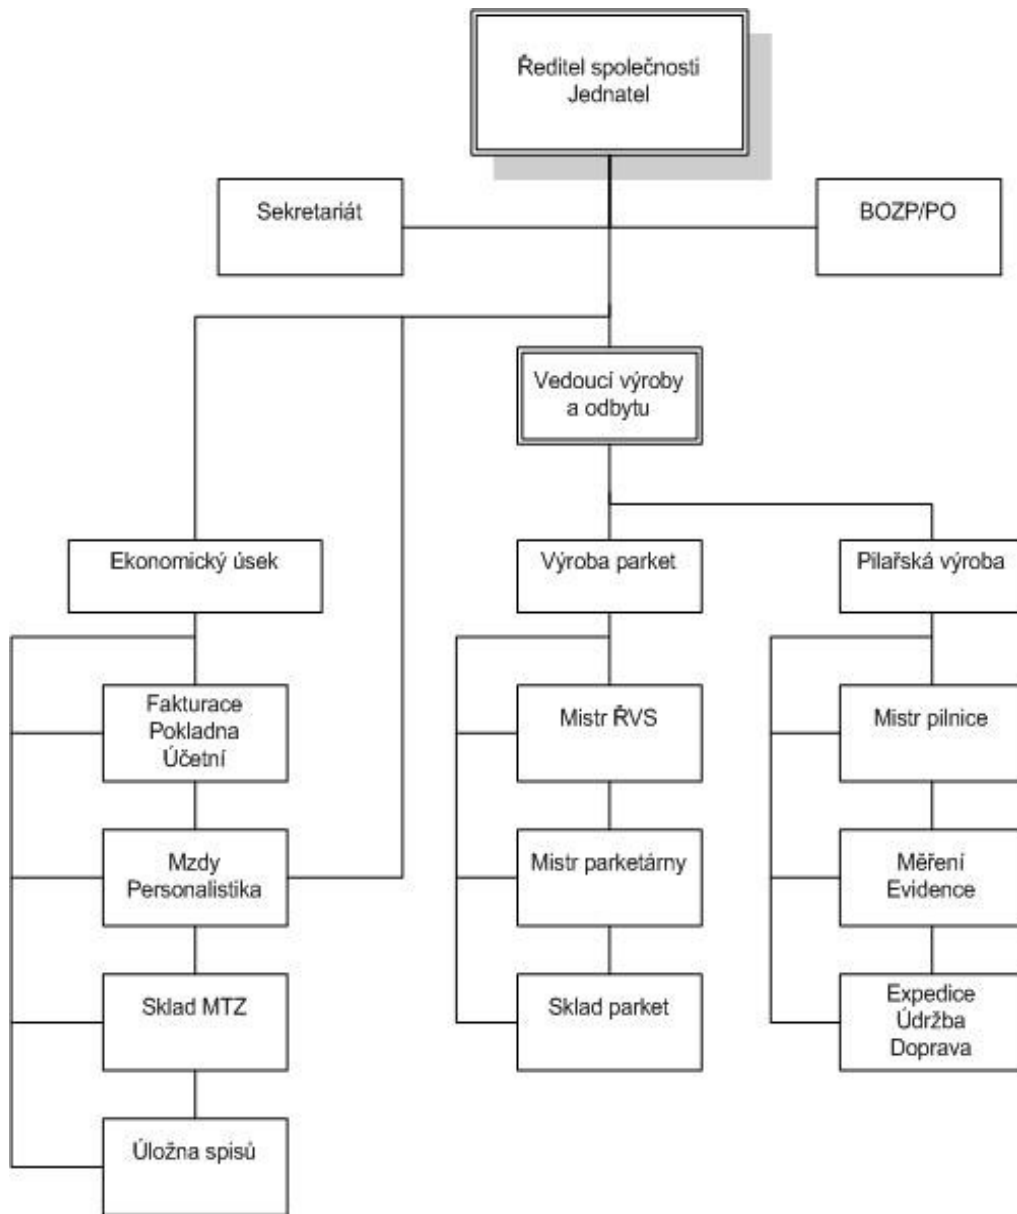 Ředitel společnosti
Jednatel
Sekretariát
BOZP/PO
Vedoucí výroby
a odbytu
Ekonomický úsek
Výroba parket
Pilařská výroba
Fakturace
Pokladna
Účetní
Mistr ŘVS
Mistr pilnice
Mzdy
Personalistika
Mistr parketárny
Měření
Evidence
Sklad MTZ
Sklad parket
Expedice
Údržba
Doprava
Úložna spisů